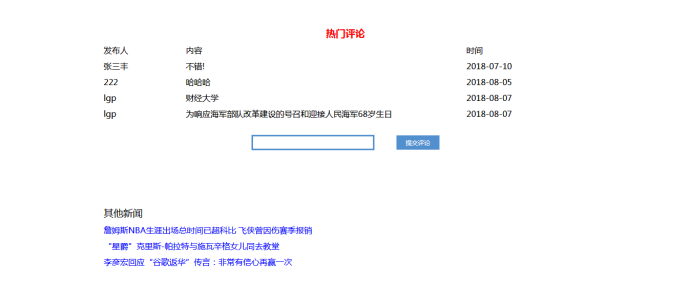 热门评论
发布人 内容 时间
张三丰 不错! 2018-07-10
222 哈哈哈 2018-08-05
lgp 财经大学 2018-08-07
lgp 为响应海军部队改革建设的号召和迎接人民海军68岁生日 2018-08-07
提交评论
其他新闻
詹姆斯NBA生涯出场总时间已超科比 飞侠曾因伤赛季报销
“星爵”克里斯-帕拉特与施瓦辛格女儿同去教堂
李彦宏回应“谷歌返华”传言：非常有信心再赢一次